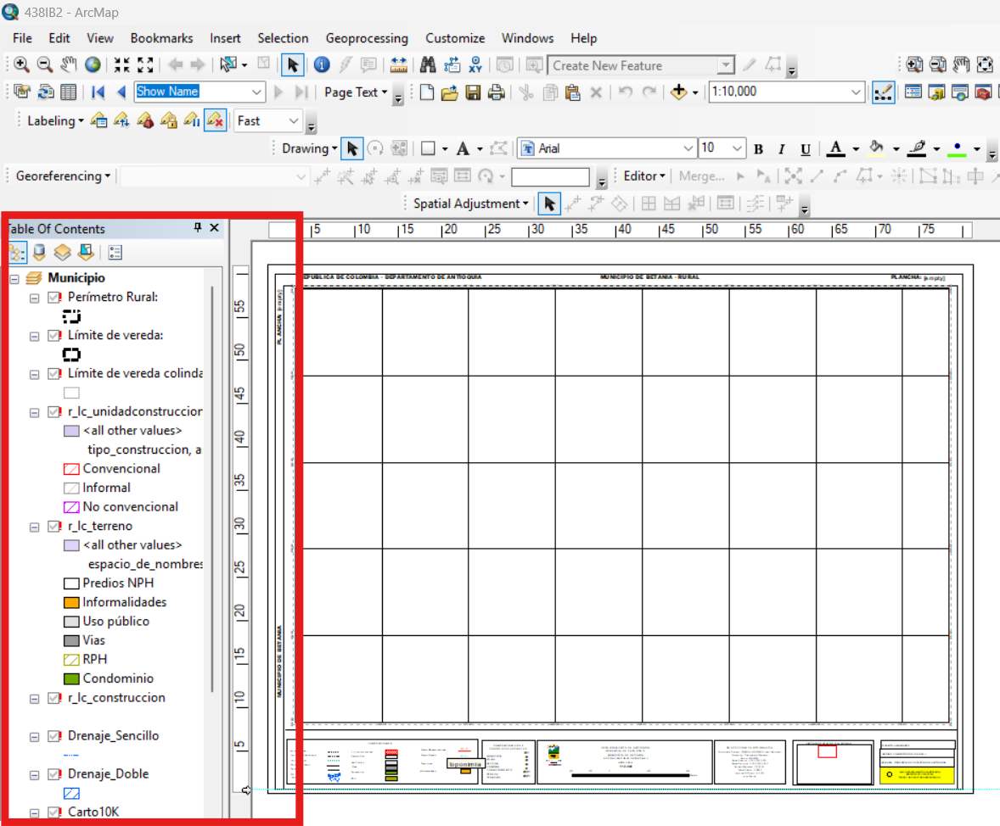 438IB2 - ArcMap
File Edit View Bookmarks Insert Selection Geoprocessing Customize Windows Help
Create New Feature
Show Name
Page Text
1:10,000
Labeling
Fast
Drawing
Arial
10
B I U A
Georeferencing
Editor
Merge...
Spatial Adjustment
Table Of Contents
5 10 15 20 25 30 35 40 45 50 55 60 65 70 75
Municipio
Perímetro Rural:
Límite de vereda:
Límite de vereda colinda
r_lc_unidadconstruccion
<all other values>
tipo_construccion, a
Convencional
Informal
No convencional
r_lc_terreno
<all other values>
espacio_de_nombres
Predios NPH
Informalidades
Uso público
Vias
RPH
Condominio
r_lc_construccion
Drenaje_Sencillo
Drenaje_Doble
Carto10K
55
50
45
40
35
30
25
20
15
10
5
EPUBLICA DE COLOMBIA - DEPARTAMENTO DE ANTIOQUIA
MUNICIPIO DE BETANIA - RURAL
PLANCHA: [empty]
PLANCHA [empty]
MUNICIPIO DE BETANIA
toponimia